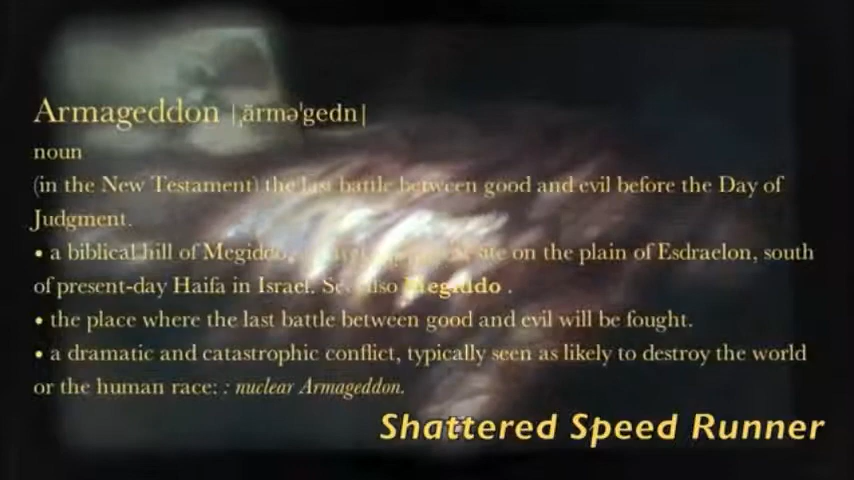 Armageddon |ˌärməˈgedn|
noun
(in the New Testament) the last battle between good and evil before the Day of
Judgment.
• a biblical hill of Megiddo, site on the plain of Esdraelon, south
of present-day Haifa in Israel. See also Megiddo .
• the place where the last battle between good and evil will be fought.
• a dramatic and catastrophic conflict, typically seen as likely to destroy the world
or the human race: : nuclear Armageddon.
Shattered Speed Runner